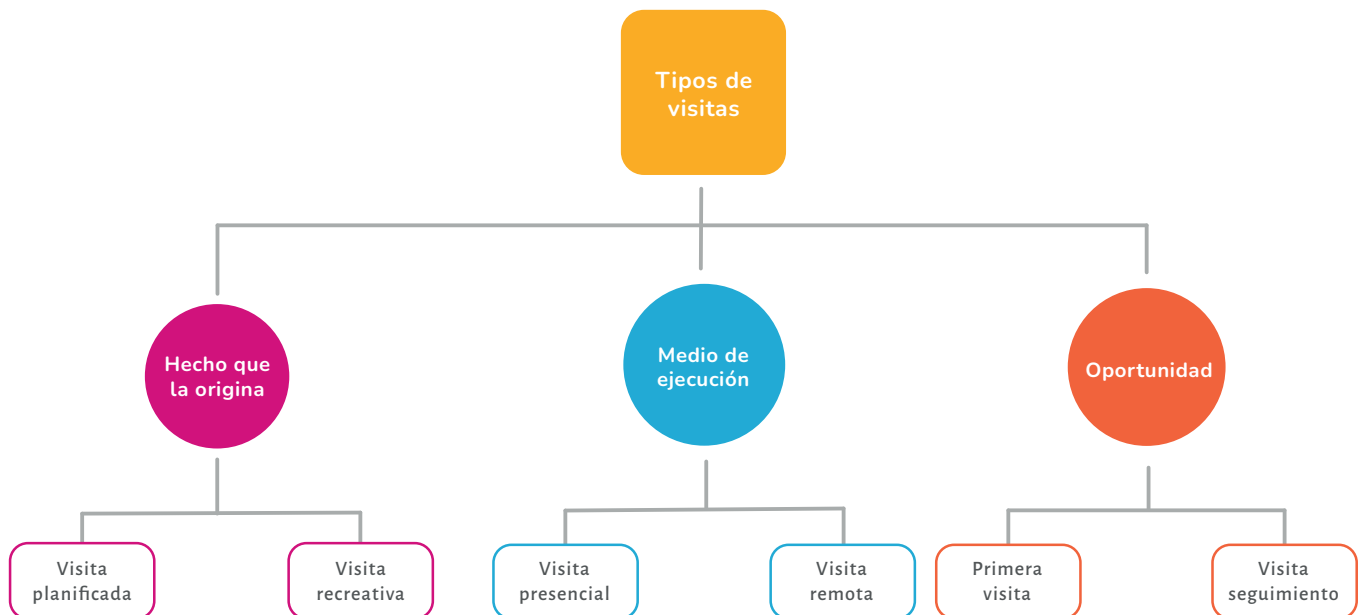 Tipos de
visitas
Hecho que
la origina
Medio de
ejecución
Oportunidad
Visita
planificada
Visita
recreativa
Visita
presencial
Visita
remota
Primera
visita
Visita
seguimiento